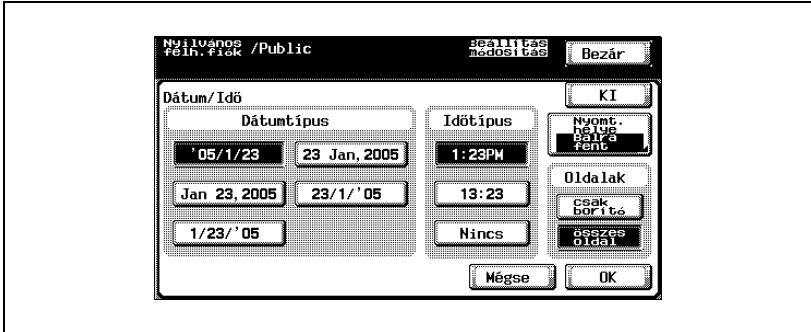 Nyilvános
felh.fiók /Public
Beállítás
módosítás
Bezár
Dátum/Idő
KI
Dátumtípus
Időtípus
Nyomt.
helye
Balra
fent
'05/1/23
23 Jan,2005
1:23PM
Oldalak
Jan 23,2005
23/1/'05
13:23
csak
borító
1/23/'05
Nincs
összes
oldal
Mégse
OK